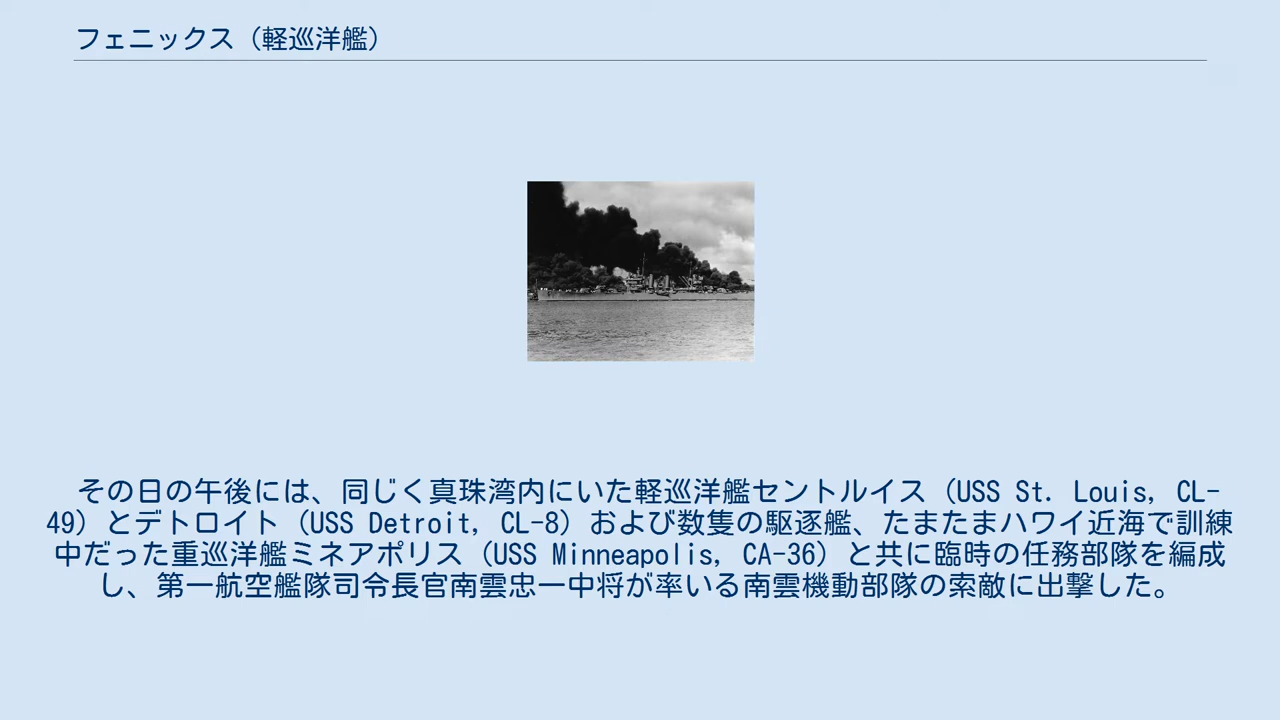 フェニックス（軽巡洋艦）
その日の午後には、同じく真珠湾内にいた軽巡洋艦セントルイス（USS St. Louis, CL-
49）とデトロイト（USS Detroit, CL-8）および数隻の駆逐艦、たまたまハワイ近海で訓練
中だった重巡洋艦ミネアポリス（USS Minneapolis, CA-36）と共に臨時の任務部隊を編成
し、第一航空艦隊司令長官南雲忠一中将が率いる南雲機動部隊の索敵に出撃した。